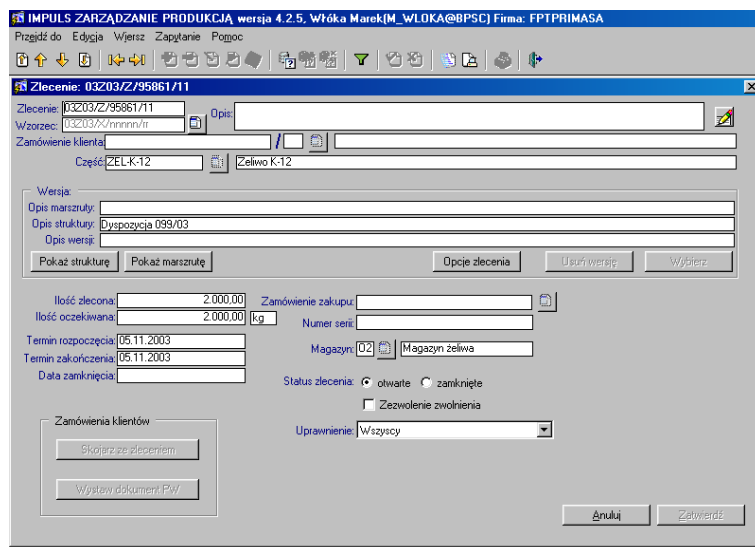 IMPULS ZARZĄDZANIE PRODUKCJĄ wersja 4.2.5, Włóka Marek(M_WLOKA@BPSC) Firma: FPTPRIMASA
Przejdź do Edycja Wjersz Zapytanie Pomoc
Zlecenie: 03Z03/Z/95861/11
Zlecenie: 03Z03/Z/95861/11 Opis:
Wzorzec: 03Z03/X/nnnnn/rr
Zamówienie klienta: /
Część: ZEL-K-12 Żeliwo K-12
Wersja:
Opis marszruty:
Opis struktury: Dyspozycja 099/03
Opis wersji:
Pokaż strukturę Pokaż marszrutę Opcje zlecenia Usuń wersję Wybierz
Ilość zlecona: 2.000,00 Zamówienie zakupu:
Ilość oczekiwana: 2.000,00 kg Numer serii:
Termin rozpoczęcia: 05.11.2003 Magazyn: 02 Magazyn żeliwa
Termin zakończenia: 05.11.2003
Data zamknięcia: Status zlecenia: otwarte zamknięte
Zezwolenie zwolnienia
Zamówienia klientów Uprawnienie: Wszyscy
Skojarz ze zleceniem
Wystaw dokument PW
Anuluj Zatwierdź